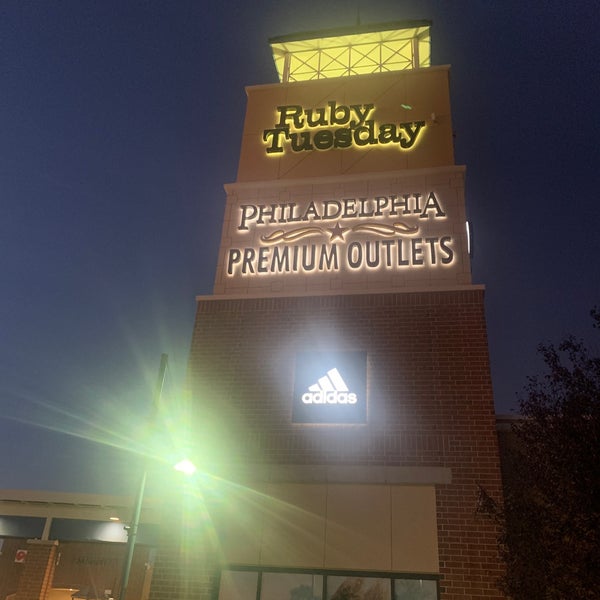 Ruby
Tuesday
PHILADELPHIA
PREMIUM OUTLETS
adidas